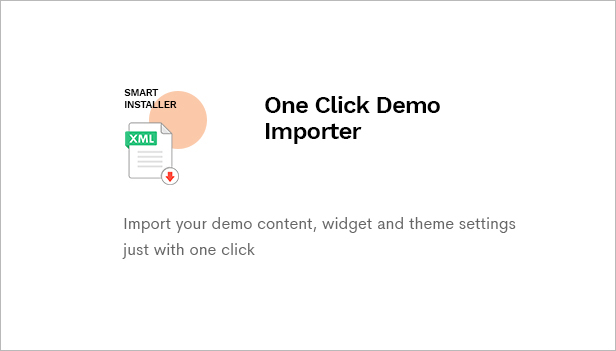 SMART
INSTALLER
One Click Demo
Importer
XML
Import your demo content, widget and theme settings
just with one click